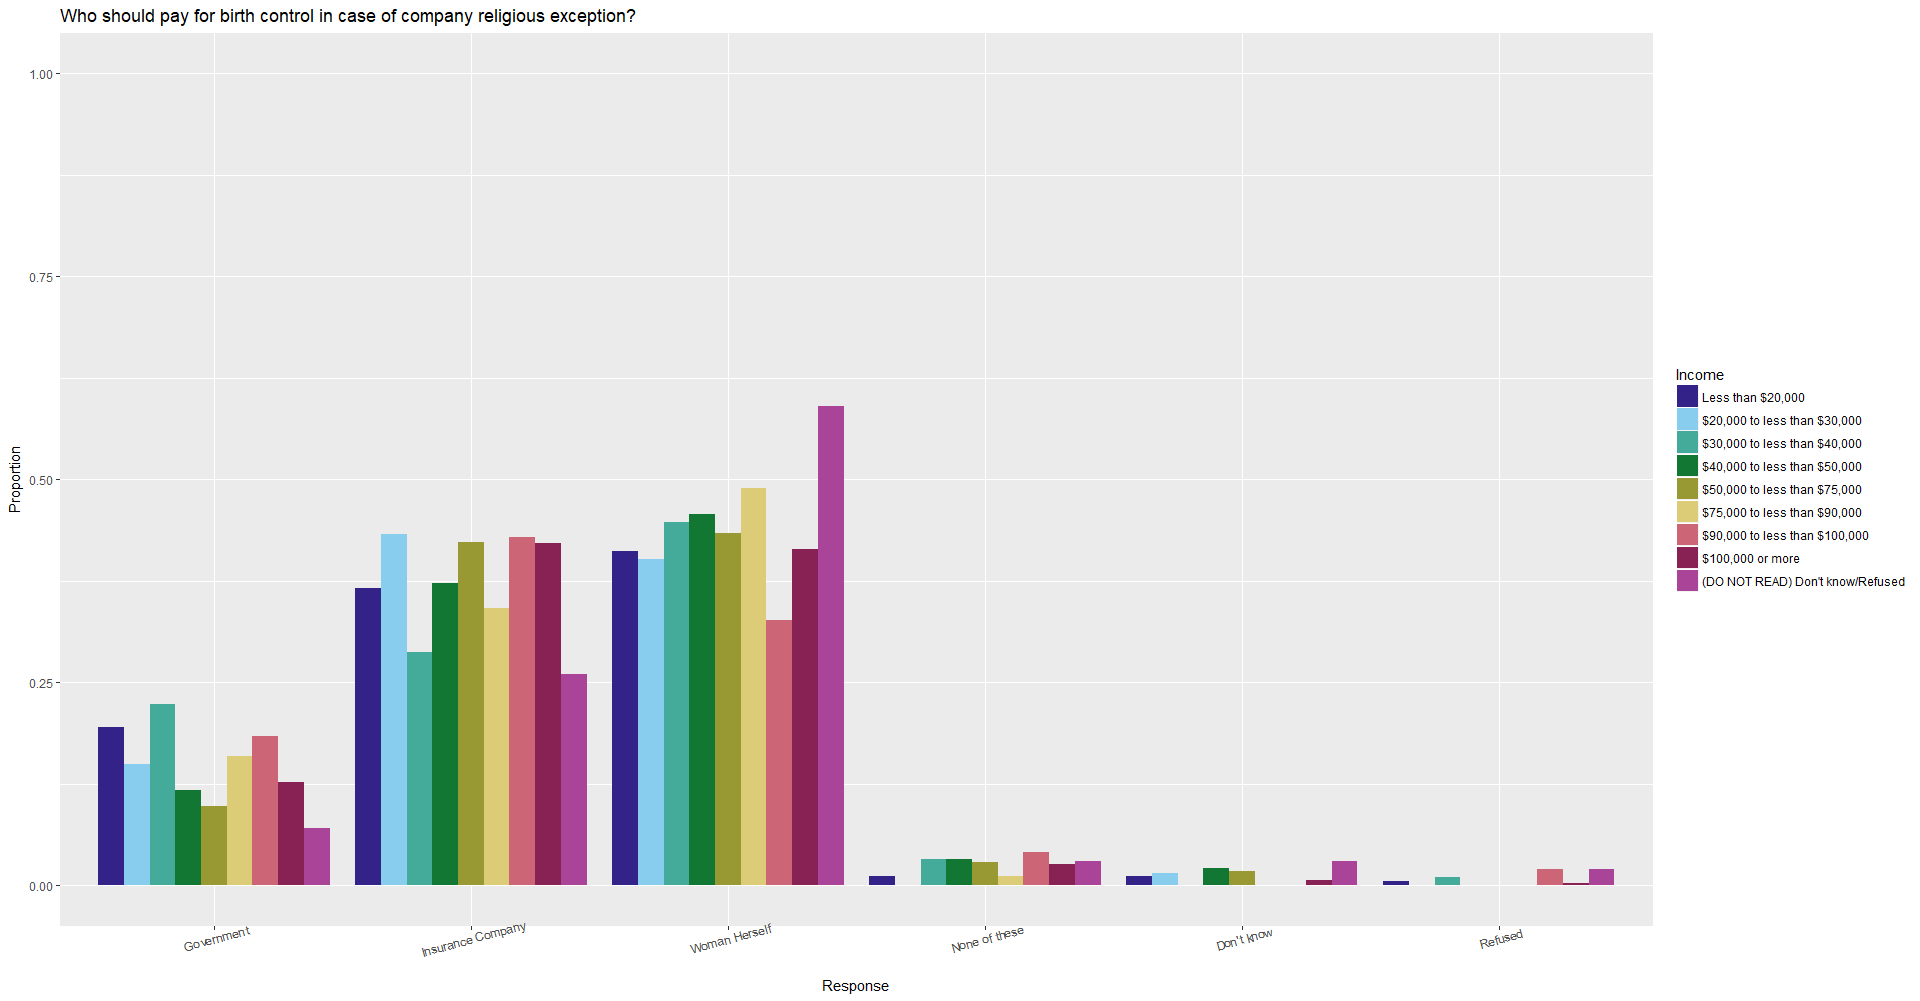 Who should pay for birth control in case of company religious exception?
1.00
0.75
0.50
0.25
0.00
Proportion
Government
Insurance Company
Woman Herself
None of these
Don't know
Refused
Response
Income
Less than $20,000
$20,000 to less than $30,000
$30,000 to less than $40,000
$40,000 to less than $50,000
$50,000 to less than $75,000
$75,000 to less than $90,000
$90,000 to less than $100,000
$100,000 or more
(DO NOT READ) Don't know/Refused